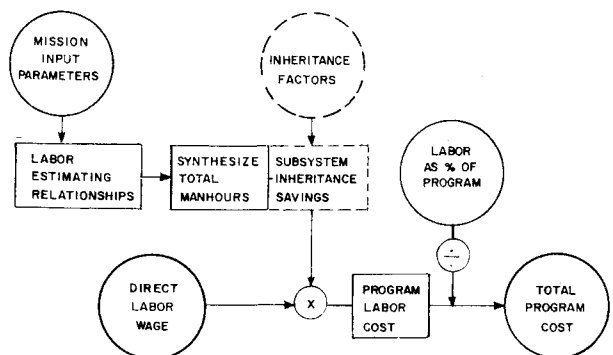 MISSION
INPUT
PARAMETERS
INHERITANCE
FACTORS
LABOR
ESTIMATING
RELATIONSHIPS
SYNTHESIZE
TOTAL
MANHOURS
SUBSYSTEM
INHERITANCE
SAVINGS
LABOR
AS % OF
PROGRAM
÷
DIRECT
LABOR
WAGE
X
PROGRAM
LABOR
COST
TOTAL
PROGRAM
COST